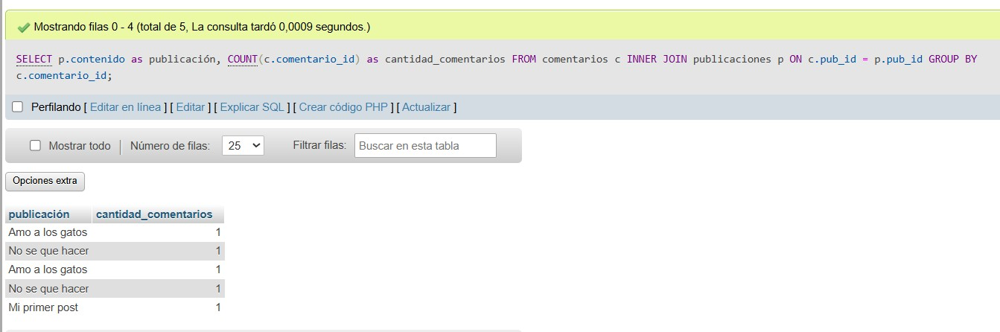 Mostrando filas 0 - 4 (total de 5, La consulta tardó 0,0009 segundos.)
SELECT p.contenido as publicación, COUNT(c.comentario_id) as cantidad_comentarios FROM comentarios c INNER JOIN publicaciones p ON c.pub_id = p.pub_id GROUP BY
c.comentario_id;
Perfilando [ Editar en línea ] [ Editar ] [ Explicar SQL ] [ Crear código PHP ] [ Actualizar ]
Mostrar todo | Número de filas: 25 Filtrar filas: Buscar en esta tabla
Opciones extra
publicación cantidad_comentarios
Amo a los gatos 1
No se que hacer 1
Amo a los gatos 1
No se que hacer 1
Mi primer post 1